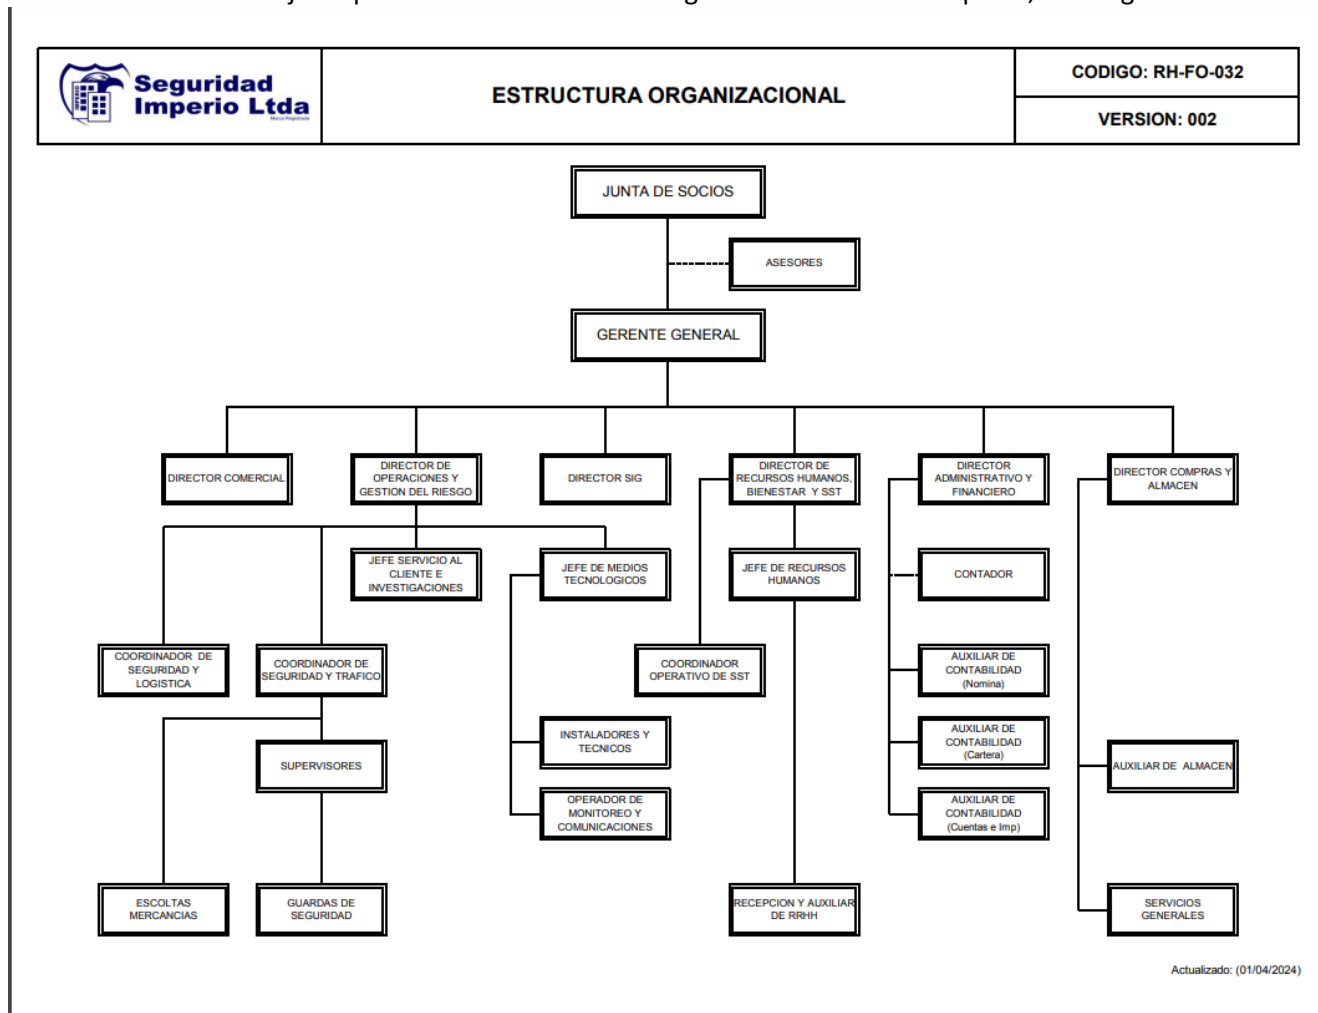 Seguridad
Imperio Ltda
Marca Registrada
ESTRUCTURA ORGANIZACIONAL
CODIGO: RH-FO-032
VERSION: 002
JUNTA DE SOCIOS
ASESORES
GERENTE GENERAL
DIRECTOR COMERCIAL
DIRECTOR DE
OPERACIONES Y
GESTION DEL RIESGO
DIRECTOR SIG
DIRECTOR DE
RECURSOS HUMANOS,
BIENESTAR Y SST
DIRECTOR
ADMINISTRATIVO Y
FINANCIERO
DIRECTOR COMPRAS Y
ALMACEN
JEFE SERVICIO AL
CLIENTE E
INVESTIGACIONES
JEFE DE MEDIOS
TECNOLOGICOS
JEFE DE RECURSOS
HUMANOS
CONTADOR
COORDINADOR DE
SEGURIDAD Y
LOGISTICA
COORDINADOR DE
SEGURIDAD Y TRAFICO
COORDINADOR
OPERATIVO DE SST
AUXILIAR DE
CONTABILIDAD
(Nomina)
INSTALADORES Y
TECNICOS
AUXILIAR DE
CONTABILIDAD
(Cartera)
SUPERVISORES
AUXILIAR DE ALMACEN
OPERADOR DE
MONITOREO Y
COMUNICACIONES
AUXILIAR DE
CONTABILIDAD
(Cuentas e Imp)
ESCOLTAS
MERCANCIAS
GUARDAS DE
SEGURIDAD
RECEPCION Y AUXILIAR
DE RRHH
SERVICIOS
GENERALES
Actualizado: (01/04/2024)